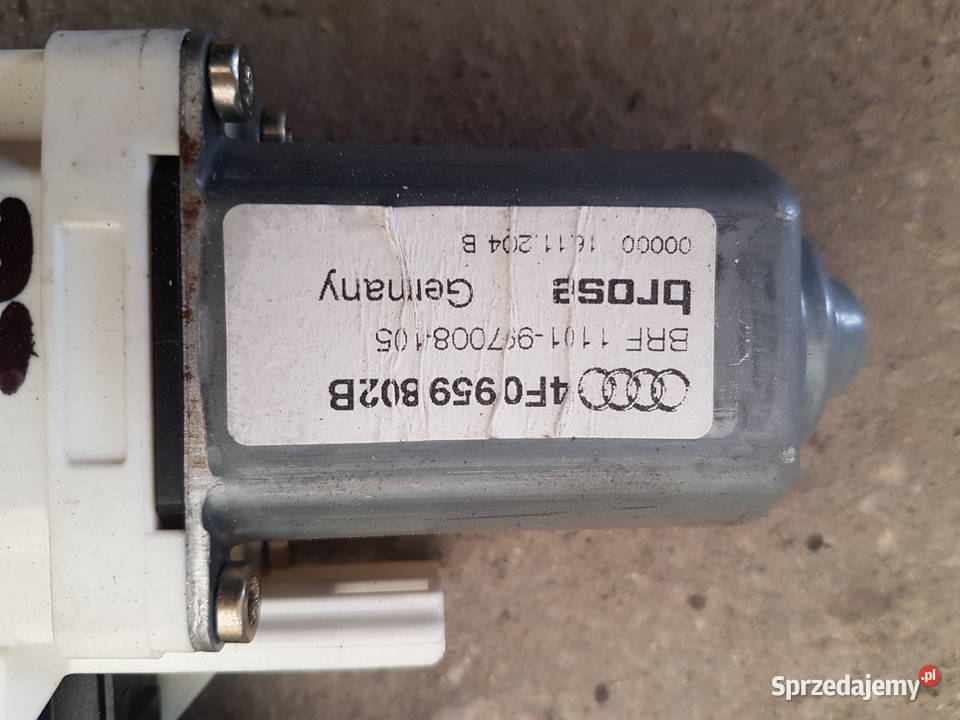 4F0 959 802B
BRF 1101-997008-105
brose Germany
00000 16.11.204 B
Sprzedajemy.pl